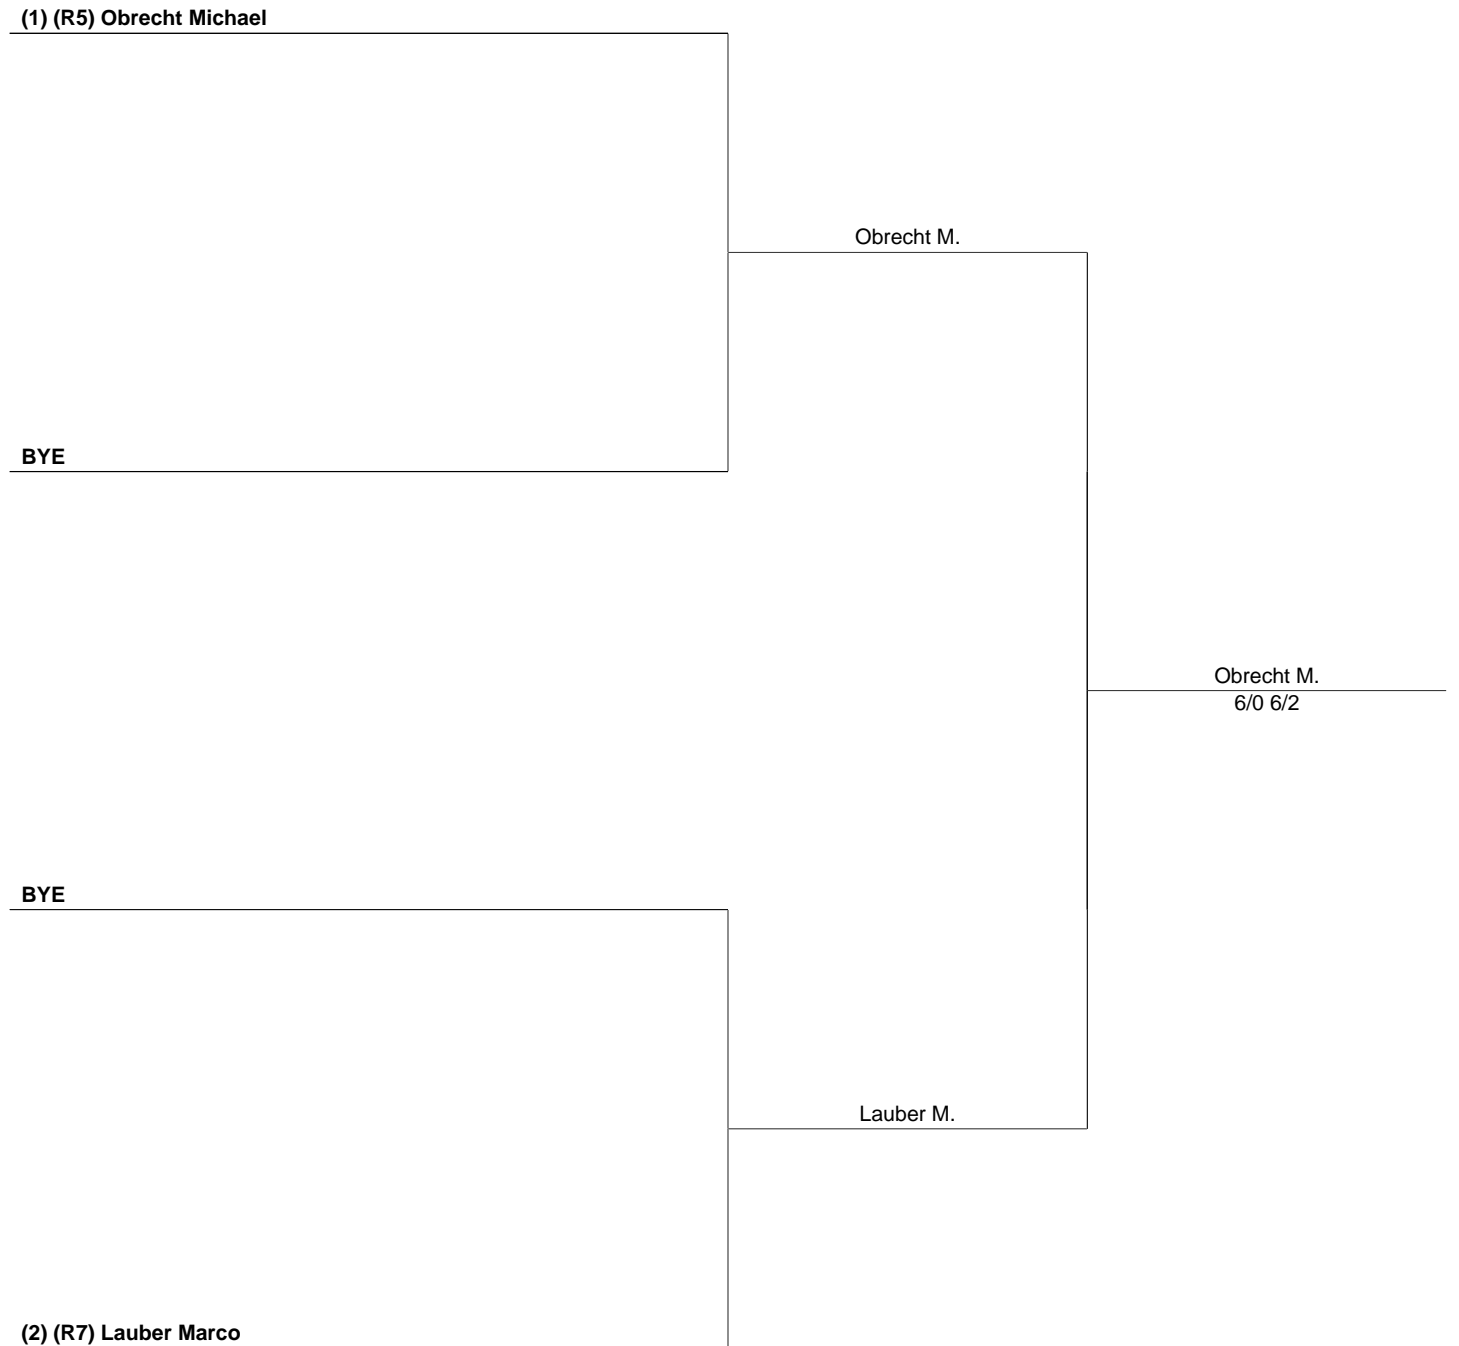 (1) (R5) Obrecht Michael
Obrecht M.
BYE
Obrecht M.
6/0 6/2
BYE
Lauber M.
(2) (R7) Lauber Marco